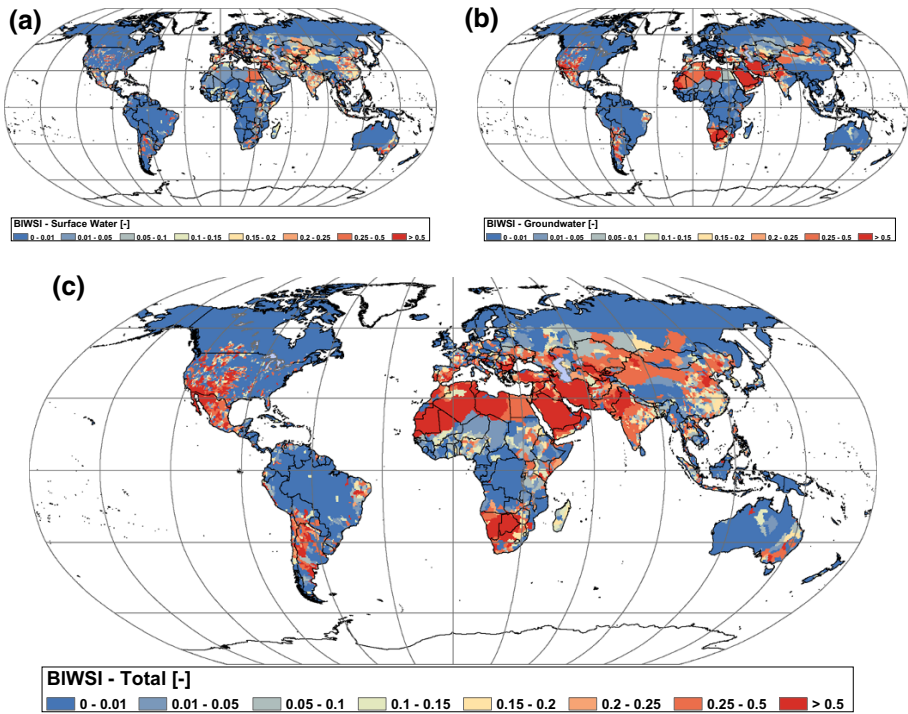 (a)
(b)
BIWSI - Surface Water [-]
0 - 0.01 0.01 - 0.05 0.05 - 0.1 0.1 - 0.15 0.15 - 0.2 0.2 - 0.25 0.25 - 0.5 > 0.5
BIWSI - Groundwater [-]
0 - 0.01 0.01 - 0.05 0.05 - 0.1 0.1 - 0.15 0.15 - 0.2 0.2 - 0.25 0.25 - 0.5 > 0.5
(c)
BIWSI - Total [-]
0 - 0.01 0.01 - 0.05 0.05 - 0.1 0.1 - 0.15 0.15 - 0.2 0.2 - 0.25 0.25 - 0.5 > 0.5